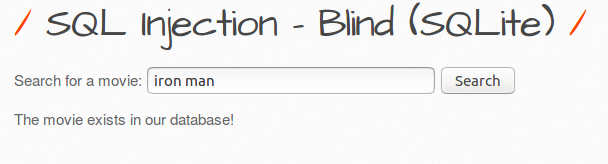 / SQL Injection - Blind (SQLite) /
Search for a movie: iron man Search
The movie exists in our database!